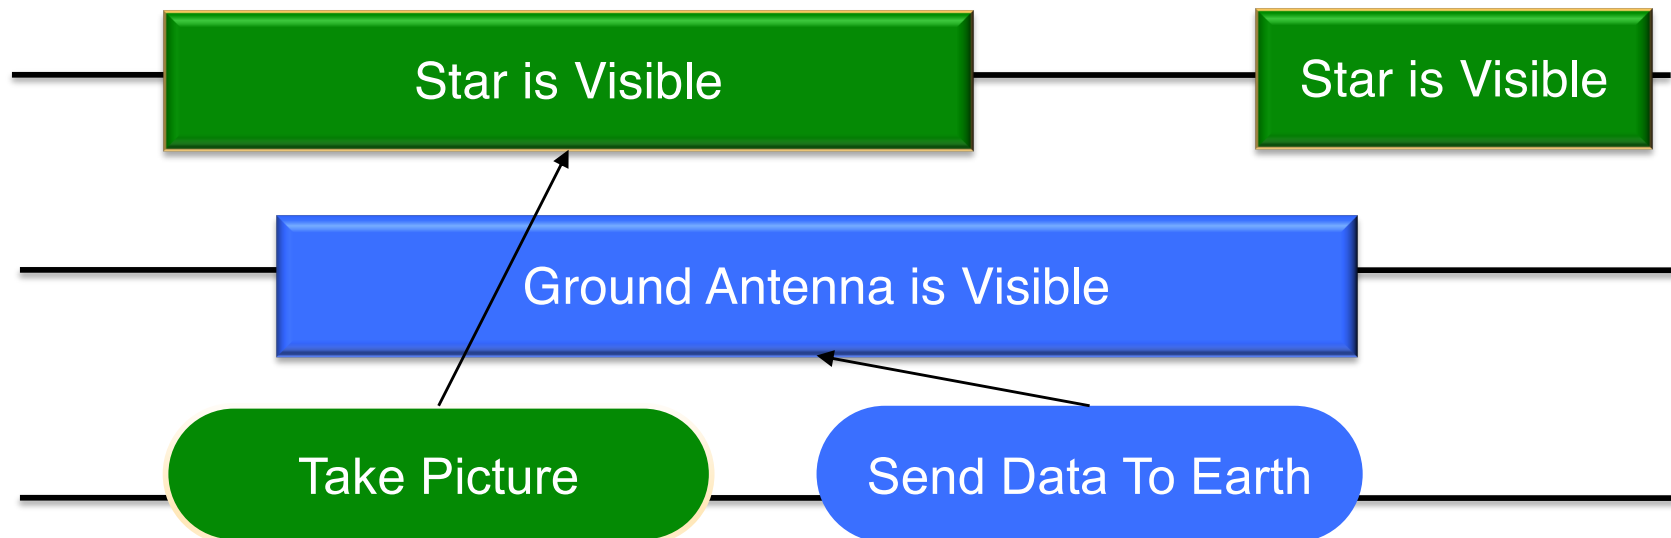 Star is Visible
Star is Visible
Ground Antenna is Visible
Take Picture
Send Data To Earth